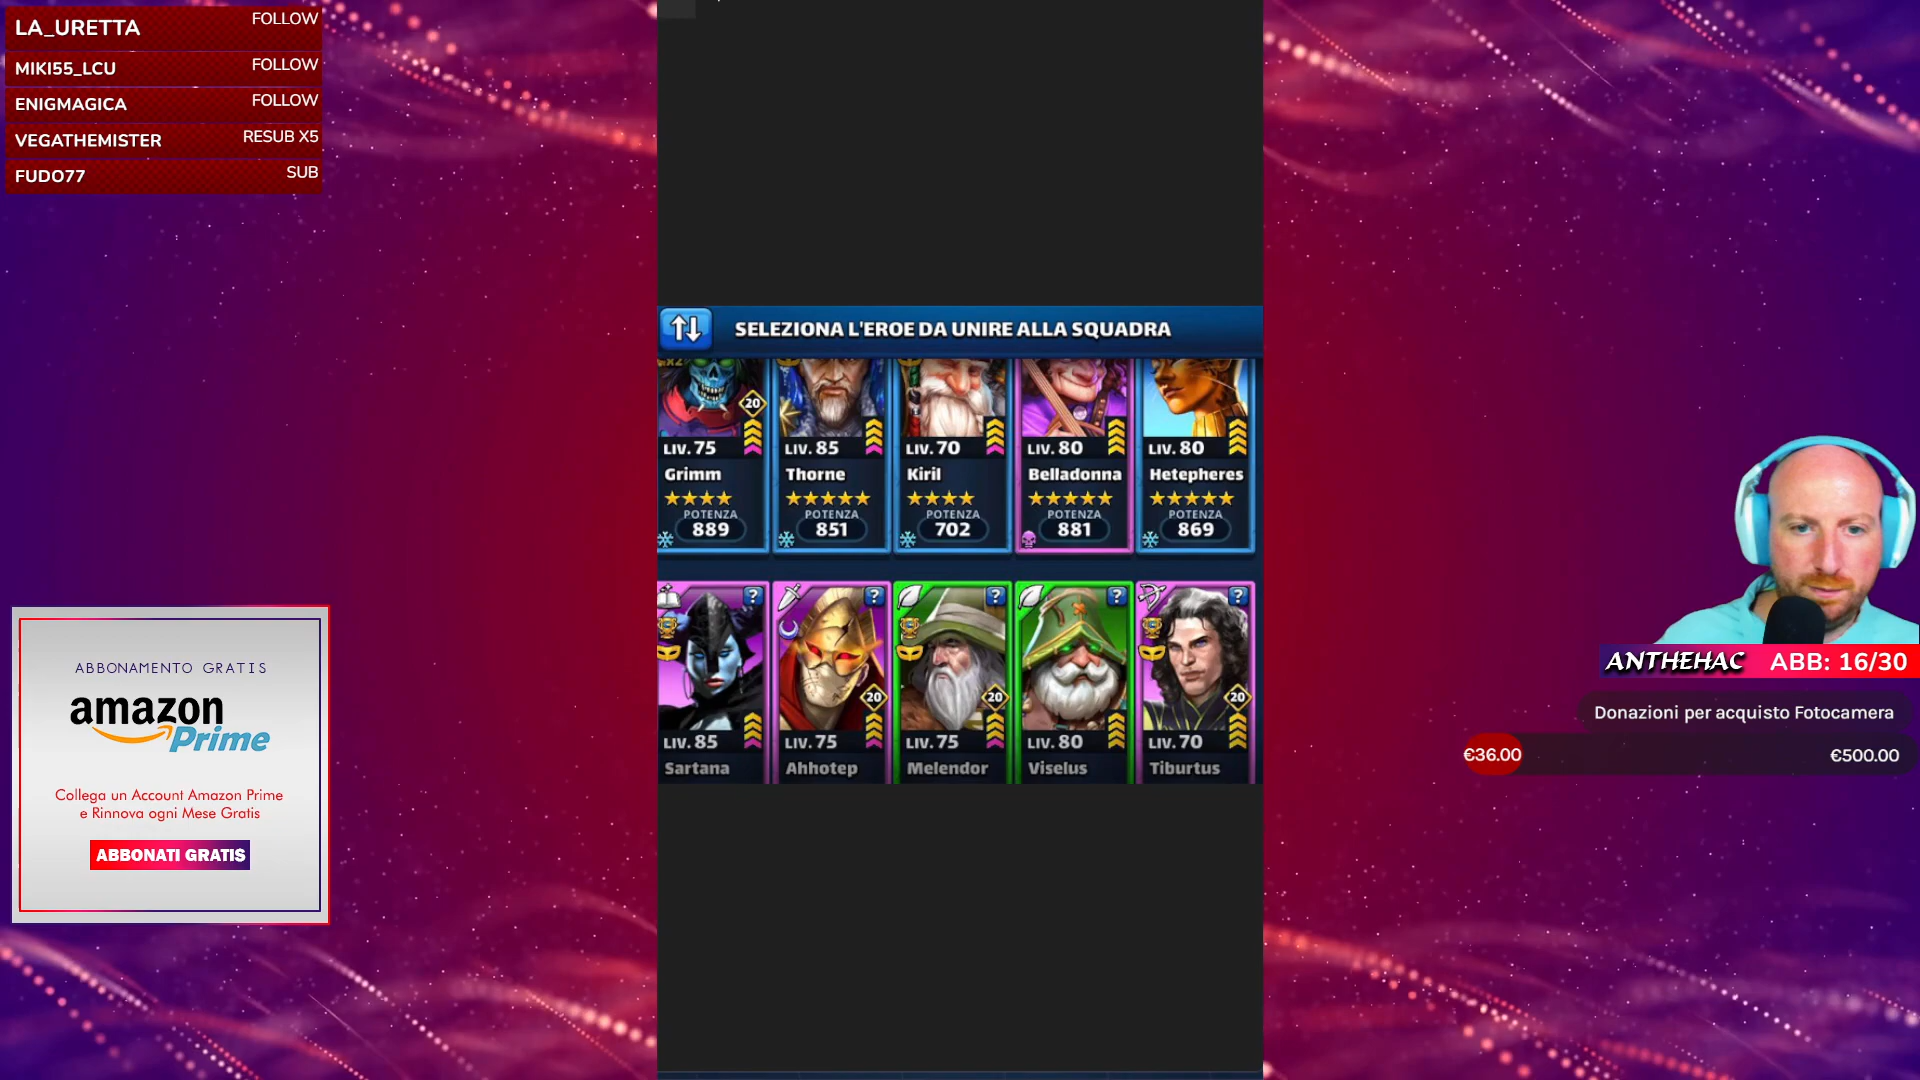 LA_URETTA FOLLOW
MIKI55_LCU FOLLOW
ENIGMAGICA FOLLOW
VEGATHEMISTER RESUB X5
FUDO77 SUB
ABBONAMENTO GRATIS
amazon
Prime
Collega un Account Amazon Prime
e Rinnova ogni Mese Gratis
ABBONATI GRATIS
SELEZIONA L'EROE DA UNIRE ALLA SQUADRA
x2
20
LIV. 75 LIV. 85 LIV. 70 LIV. 80 LIV. 80
Grimm Thorne Kiril Belladonna Hetepheres
POTENZA POTENZA POTENZA POTENZA POTENZA
889 851 702 881 869
? ? ? ? ?
20 20 20
LIV. 85 LIV. 75 LIV. 75 LIV. 80 LIV. 70
Sartana Ahhotep Melendor Viselus Tiburtus
ANTHEHAC ABB: 16/30
Donazioni per acquisto Fotocamera
€36.00 €500.00